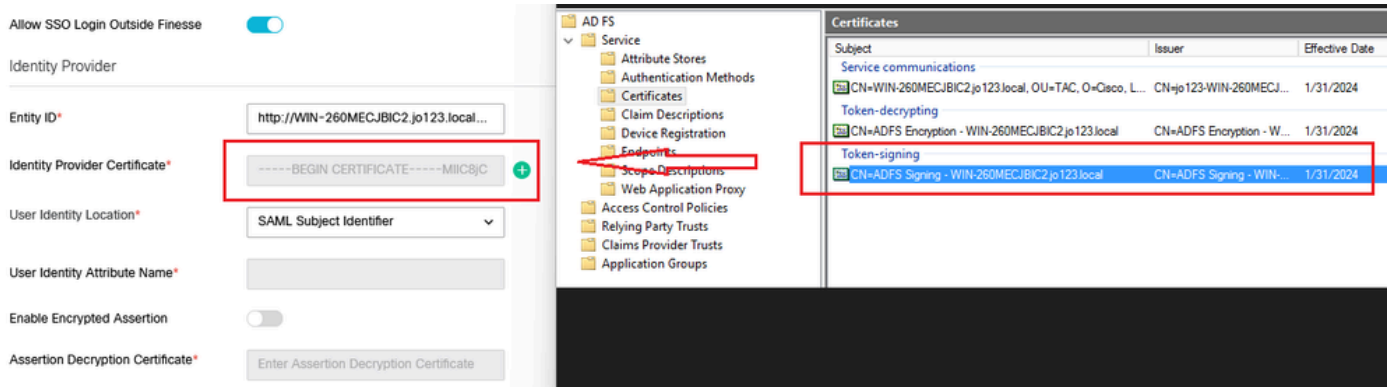 Allow SSO Login Outside Finesse
Identity Provider
Entity ID*
http://WIN-260MECJBIC2.jo123.local...
Identity Provider Certificate*
-----BEGIN CERTIFICATE-----MIIC8jC
User Identity Location*
SAML Subject Identifier
User Identity Attribute Name*
Enable Encrypted Assertion
Assertion Decryption Certificate*
Enter Assertion Decryption Certificate
AD FS
Service
Attribute Stores
Authentication Methods
Certificates
Claim Descriptions
Device Registration
Endpoints
Scope Descriptions
Web Application Proxy
Access Control Policies
Relying Party Trusts
Claims Provider Trusts
Application Groups
Certificates
Subject Issuer Effective Date
Service communications
CN=WIN-260MECJBIC2.jo123.local, OU=TAC, O=Cisco, L... CN=jo123-WIN-260MECJ... 1/31/2024
Token-decrypting
CN=ADFS Encryption - WIN-260MECJBIC2.jo123.local CN=ADFS Encryption - W... 1/31/2024
Token-signing
CN=ADFS Signing - WIN-260MECJBIC2.jo123.local CN=ADFS Signing - WIN-... 1/31/2024